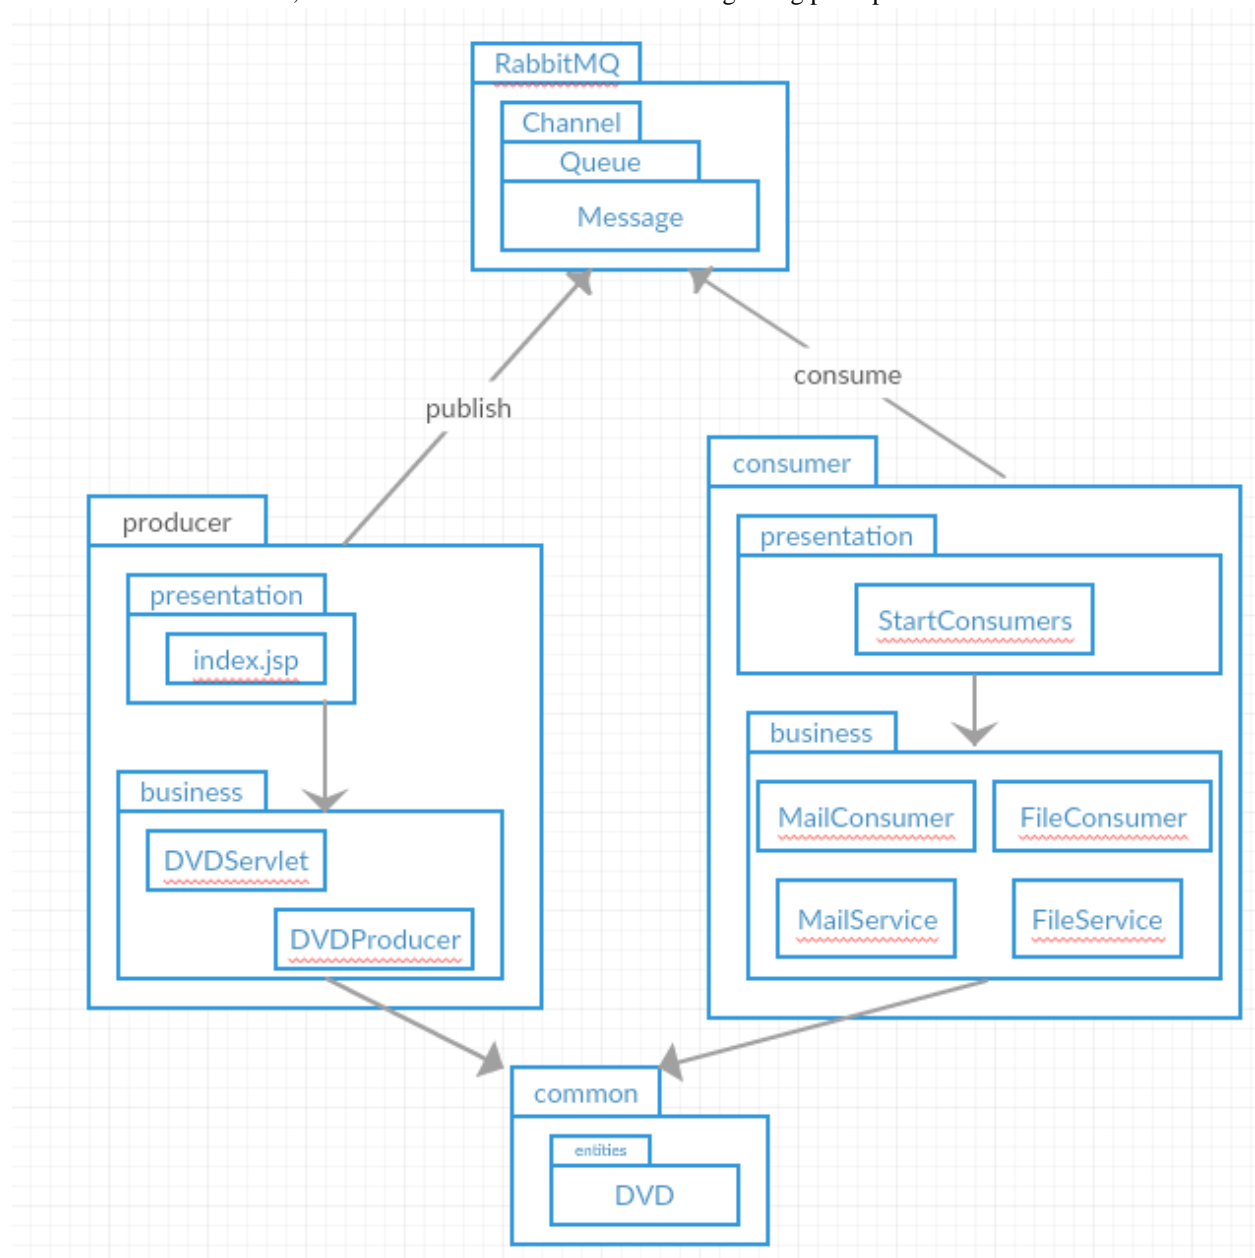 RabbitMQ
Channel
Queue
Message
publish
consume
producer
presentation
index.jsp
business
DVDServlet
DVDProducer
consumer
presentation
StartConsumers
business
MailConsumer
FileConsumer
MailService
FileService
common
entities
DVD